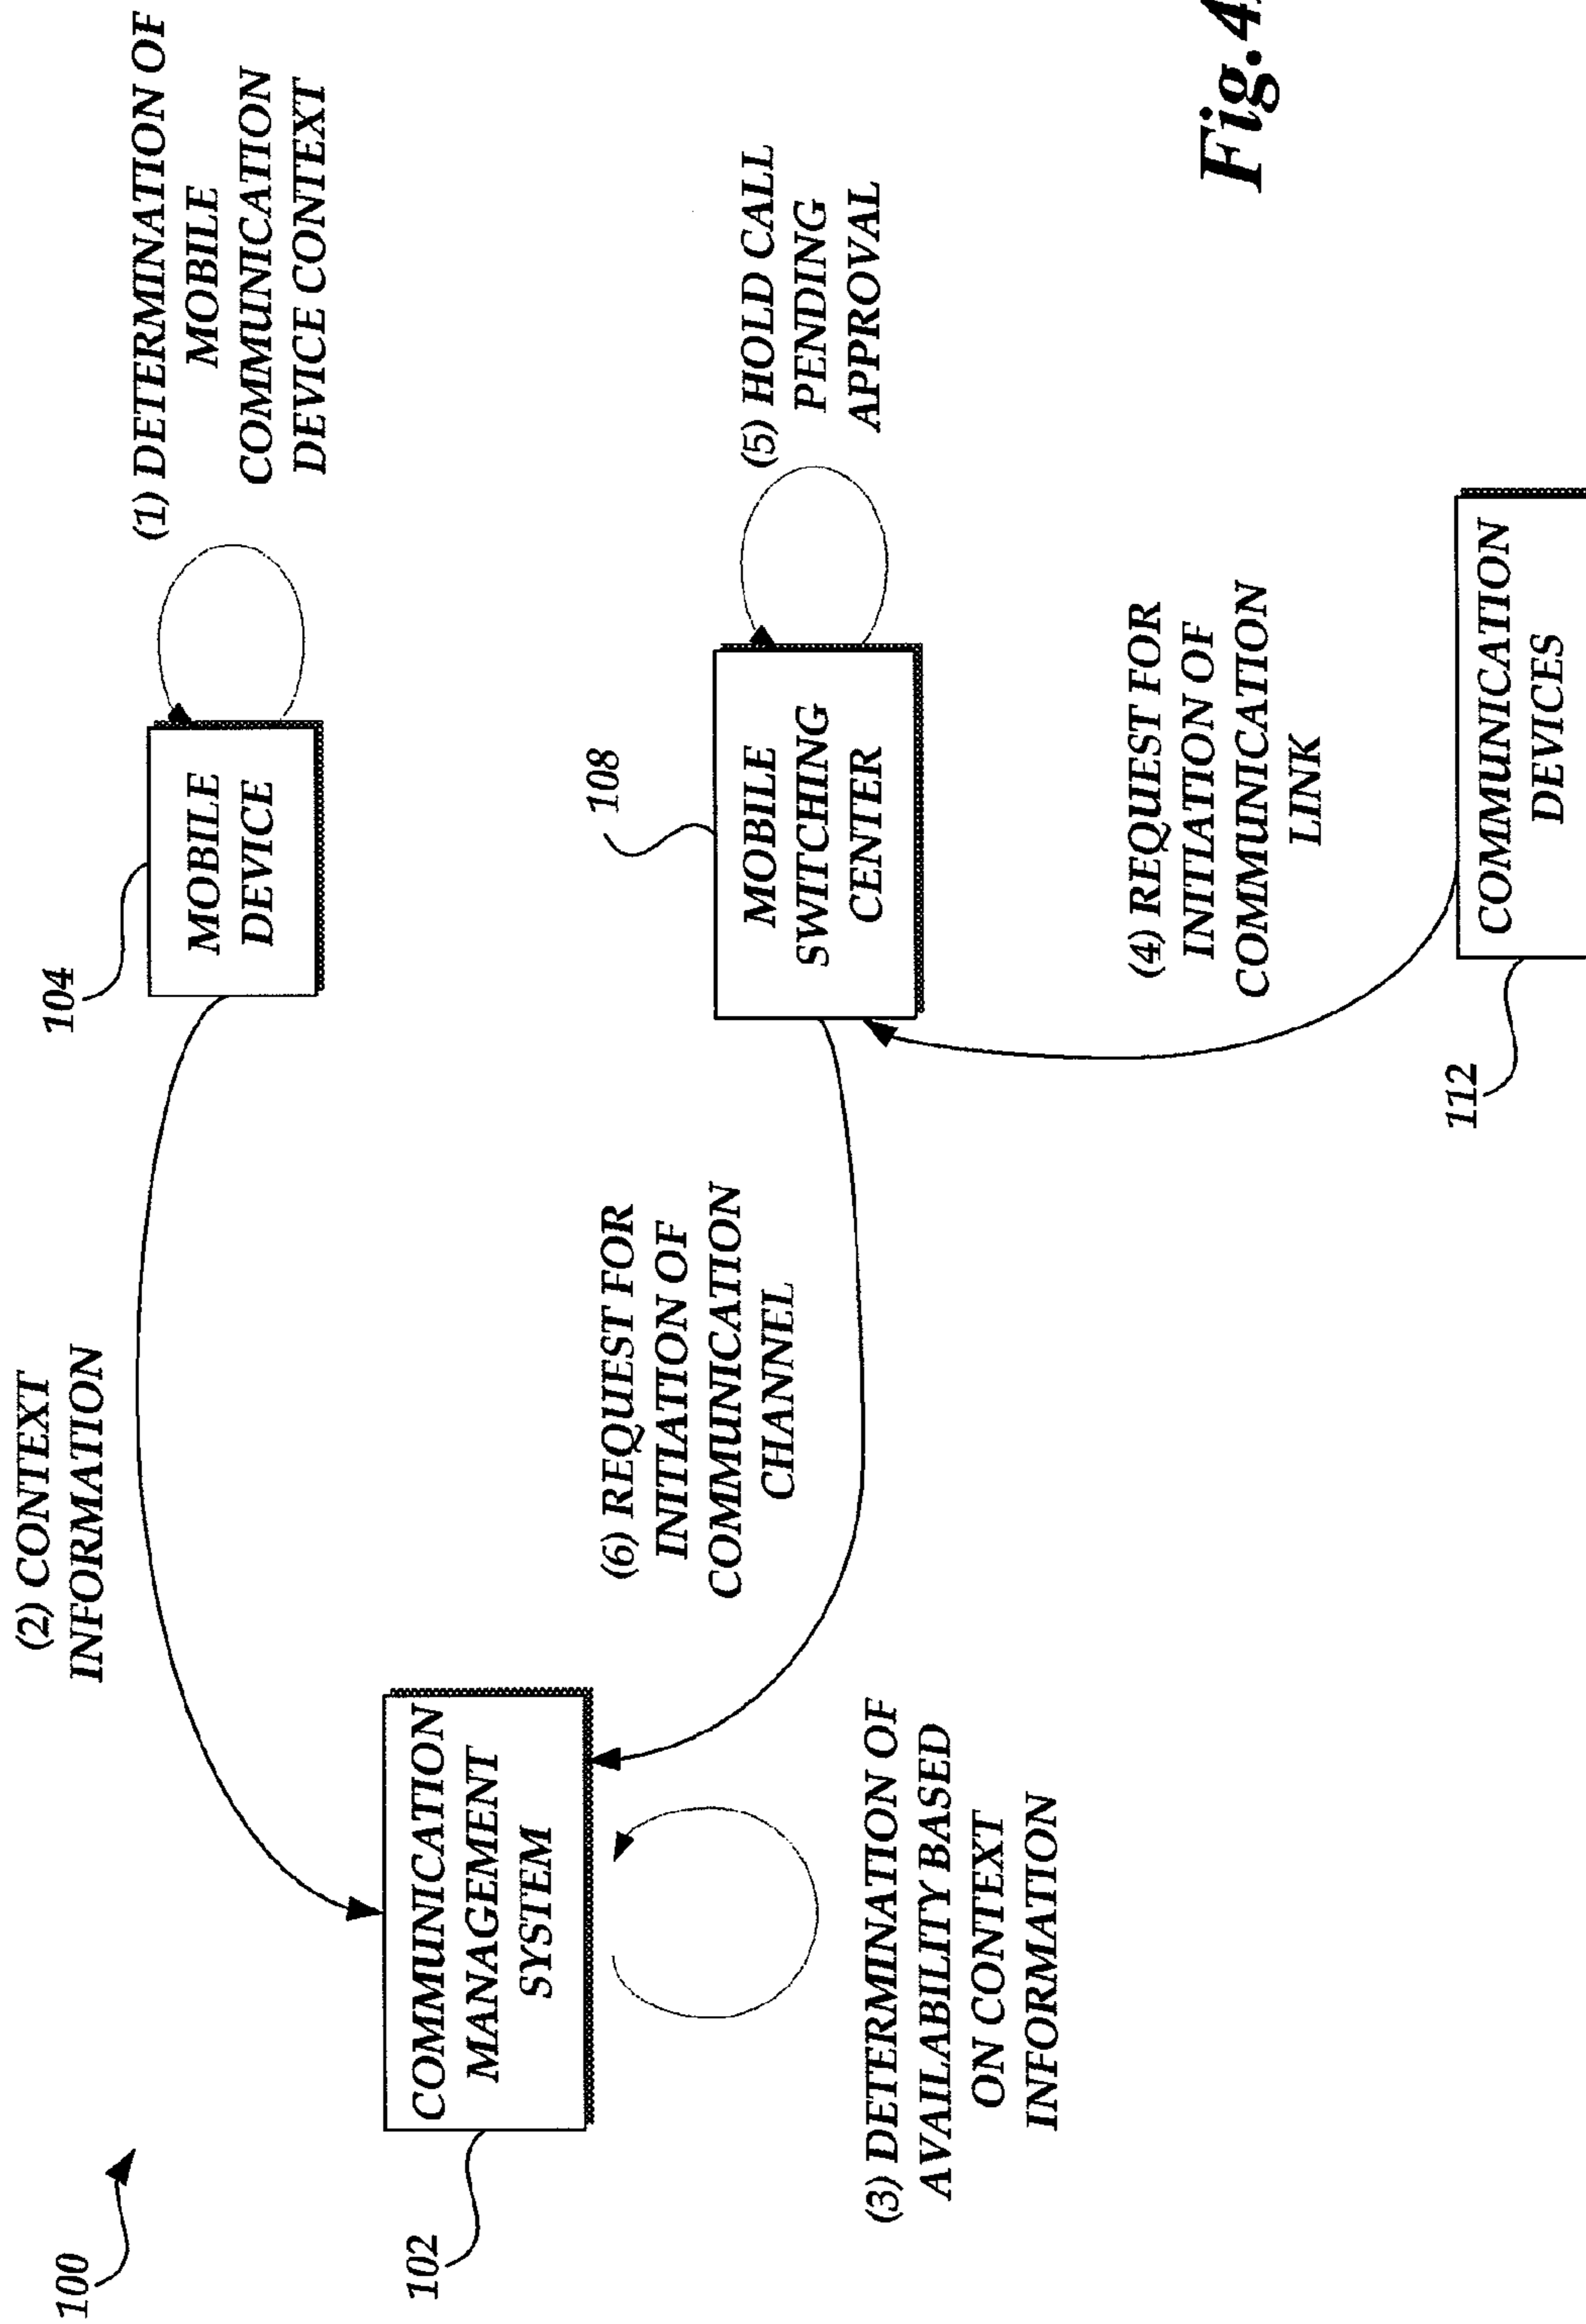 100
(2) CONTEXT
INFORMATION
104
MOBILE
DEVICE
(1) DETERMINATION OF
MOBILE
COMMUNICATION
DEVICE CONTEXT
102
COMMUNICATION
MANAGEMENT
SYSTEM
(6) REQUEST FOR
INITIATION OF
COMMUNICATION
CHANNEL
108
MOBILE
SWITCHING
CENTER
(5) HOLD CALL
PENDING
APPROVAL
(3) DETERMINATION OF
AVAILABILITY BASED
ON CONTEXT
INFORMATION
(4) REQUEST FOR
INITIATION OF
COMMUNICATION
LINK
112
COMMUNICATION
DEVICES
Fig.4